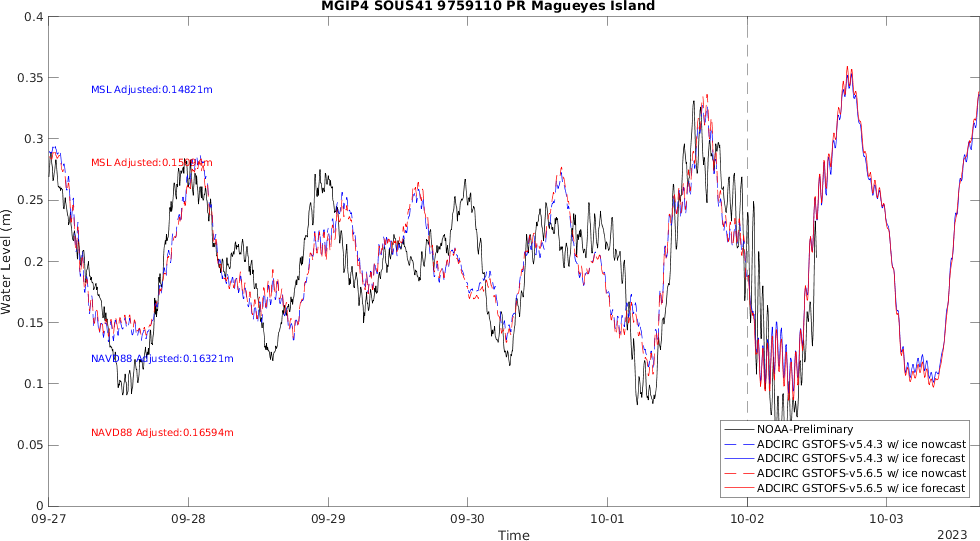 MGIP4 SOUS41 9759110 PR Magueyes Island
0.4
0.35
0.3
0.25
0.2
0.15
0.1
0.05
0
Water Level (m)
MSL Adjusted:0.14821m
MSL Adjusted:
NAVD88 Adjusted:0.16321m
NAVD88 Adjusted:0.16594m
NOAA-Preliminary
ADCIRC GSTOFS-v5.4.3 w/ ice nowcast
ADCIRC GSTOFS-v5.4.3 w/ ice forecast
ADCIRC GSTOFS-v5.6.5 w/ ice nowcast
ADCIRC GSTOFS-v5.6.5 w/ ice forecast
09-27 09-28 09-29 09-30 10-01 10-02 10-03
Time
2023